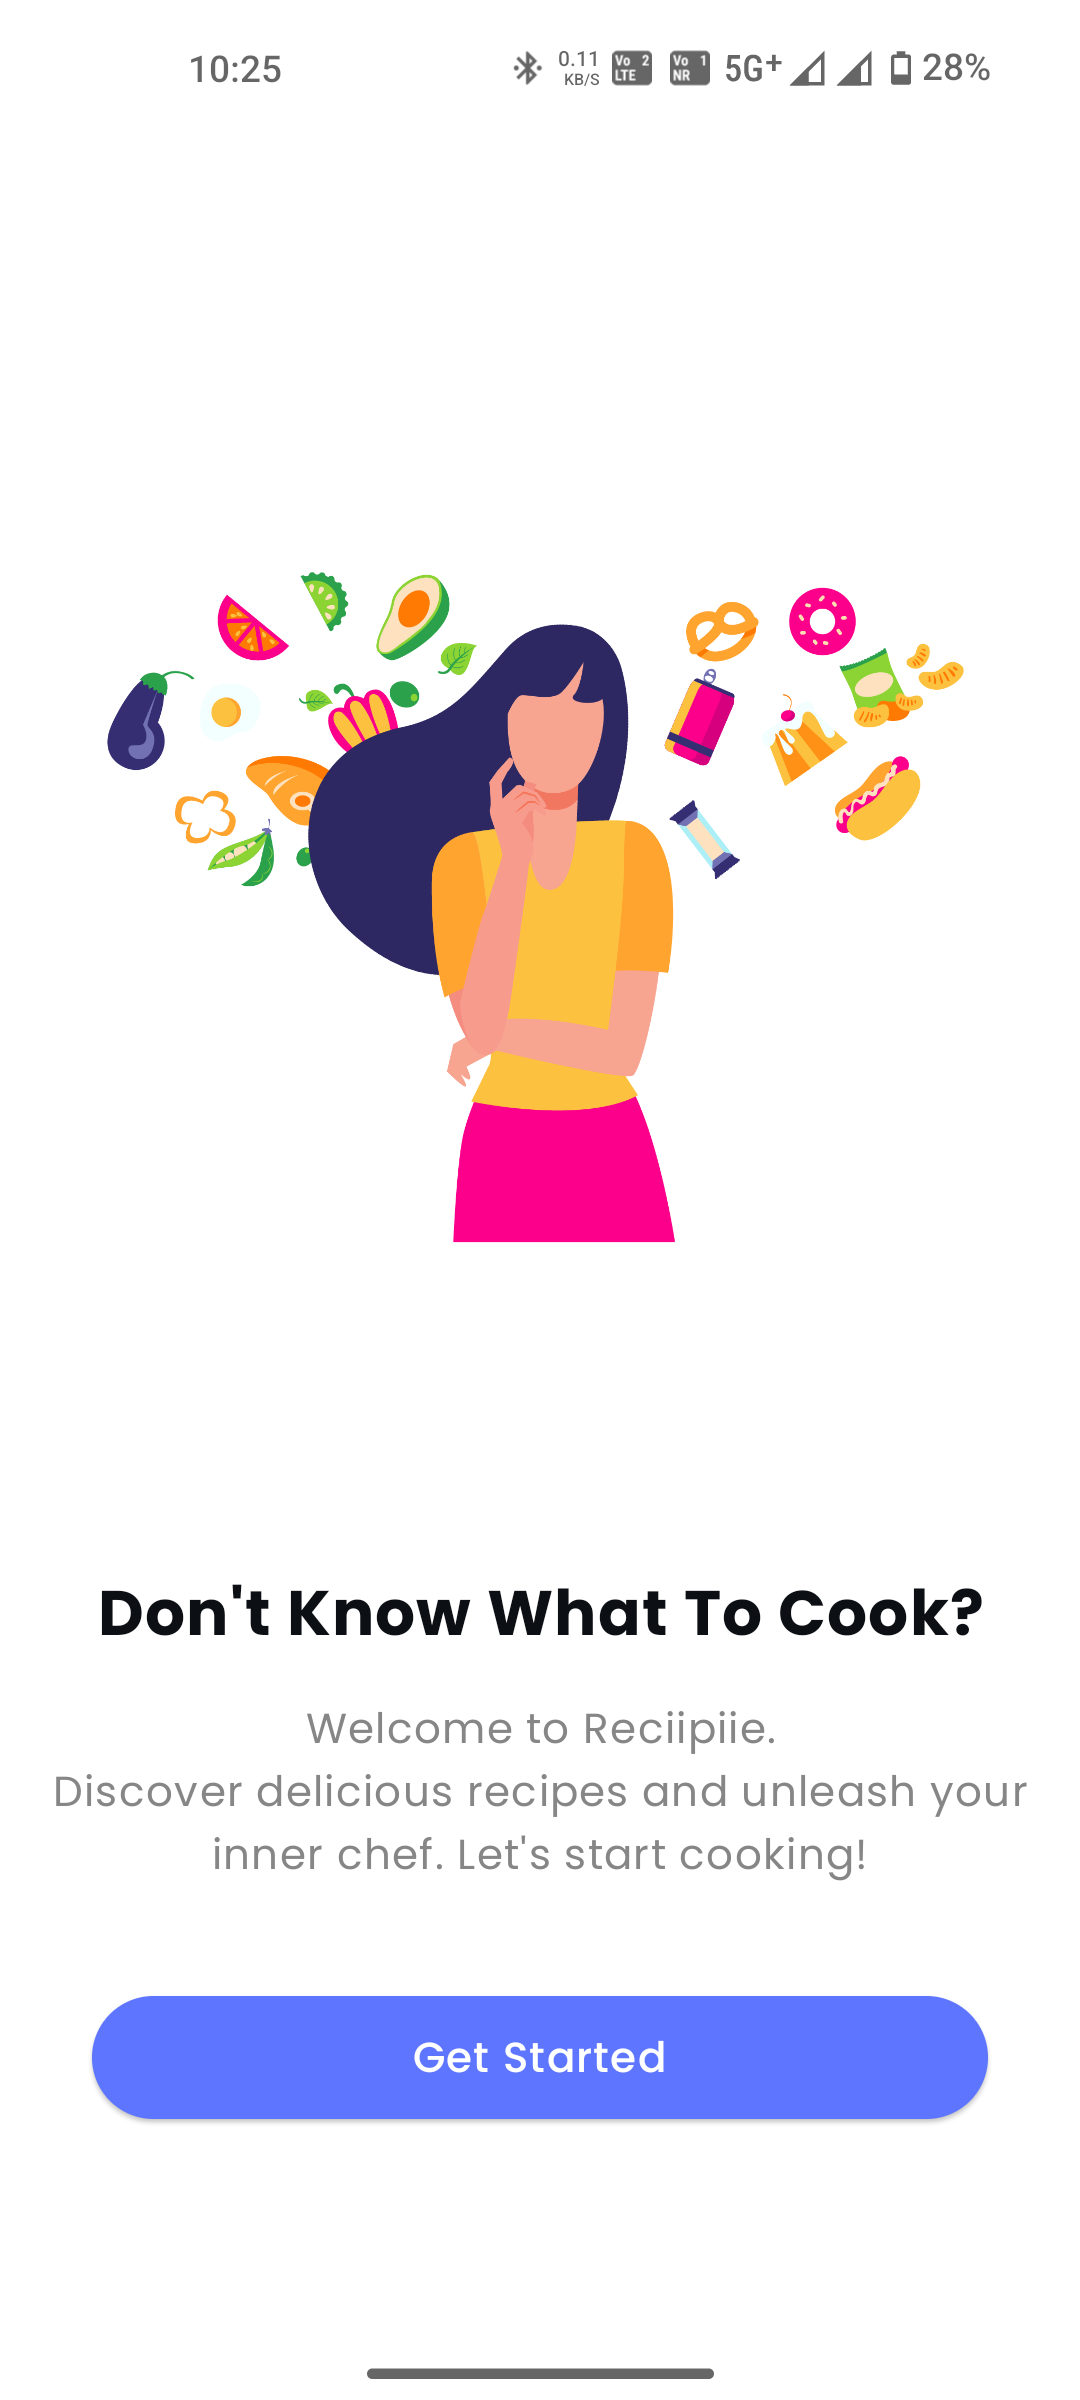 10:25 0.11 KB/S Vo 2 LTE Vo 1 NR 5G+ 28%
Don't Know What To Cook?
Welcome to Reciipiie.
Discover delicious recipes and unleash your
inner chef. Let's start cooking!
Get Started